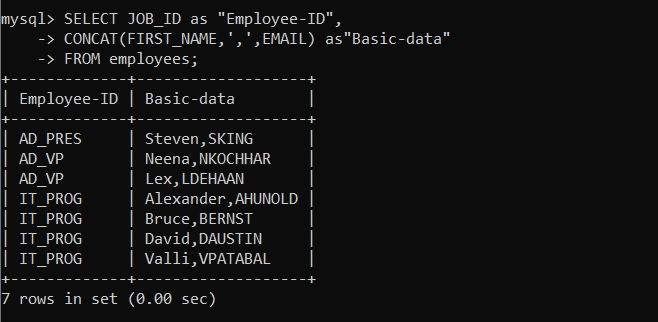 mysql> SELECT JOB_ID as "Employee-ID",
    -> CONCAT(FIRST_NAME,',',EMAIL) as"Basic-data"
    -> FROM employees;
+-------------+-------------------+
| Employee-ID | Basic-data        |
+-------------+-------------------+
| AD_PRES     | Steven,SKING      |
| AD_VP       | Neena,NKOCHHAR    |
| AD_VP       | Lex,LDEHAAN       |
| IT_PROG     | Alexander,AHUNOLD |
| IT_PROG     | Bruce,BERNST      |
| IT_PROG     | David,DAUSTIN     |
| IT_PROG     | Valli,VPATABAL    |
+-------------+-------------------+
7 rows in set (0.00 sec)